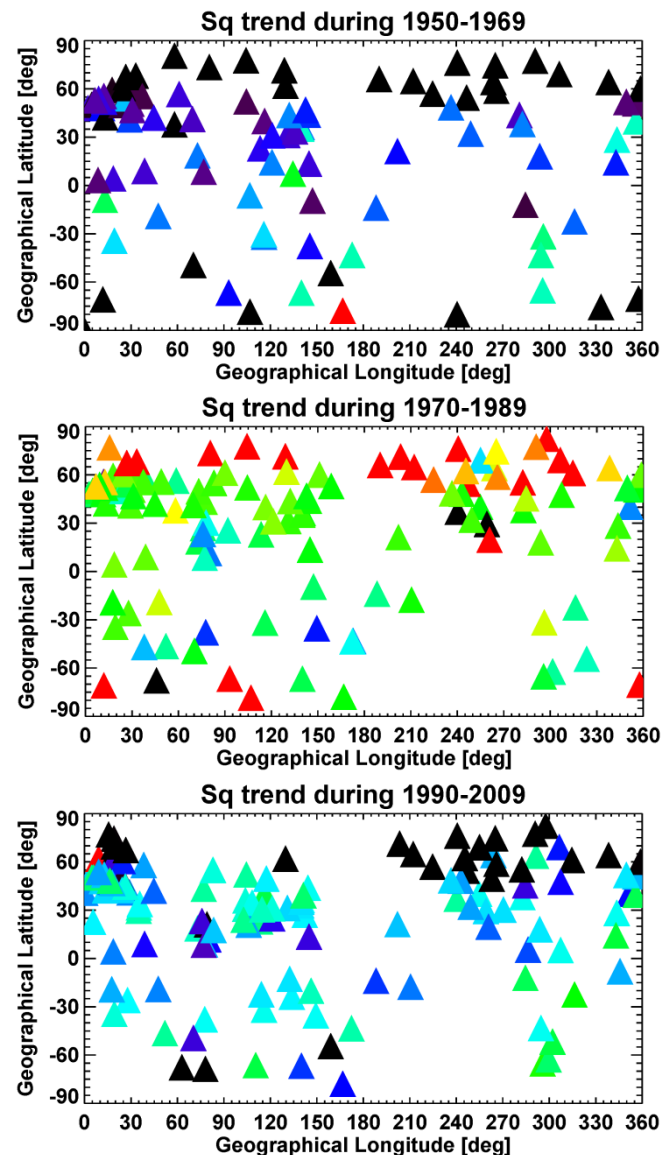 Sq trend during 1950-1969
90
60
30
0
-30
-60
-90
Geographical Latitude [deg]
0 30 60 90 120 150 180 210 240 270 300 330 360
Geographical Longitude [deg]
Sq trend during 1970-1989
90
60
30
0
-30
-60
-90
Geographical Latitude [deg]
0 30 60 90 120 150 180 210 240 270 300 330 360
Geographical Longitude [deg]
Sq trend during 1990-2009
90
60
30
0
-30
-60
-90
Geographical Latitude [deg]
0 30 60 90 120 150 180 210 240 270 300 330 360
Geographical Longitude [deg]